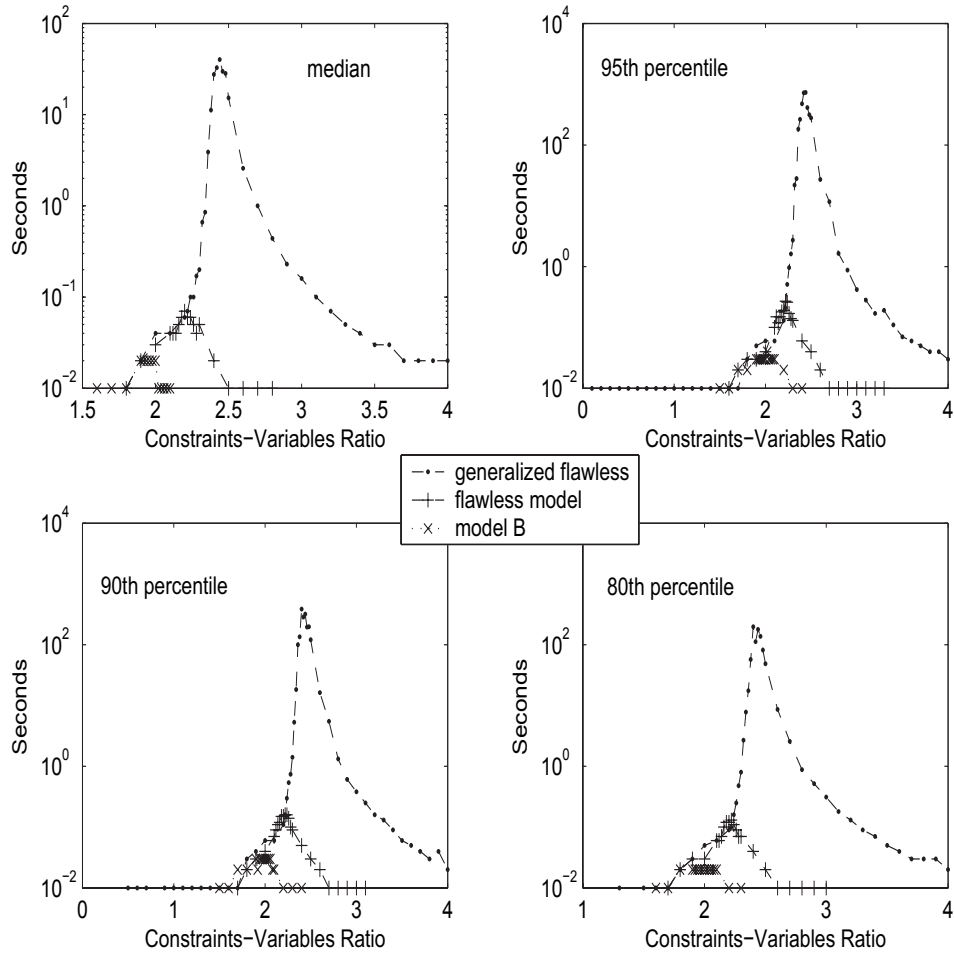 median
10^2
10^1
10^0
10^-1
10^-2
Seconds
1.5 2 2.5 3 3.5 4
Constraints−Variables Ratio
95th percentile
10^4
10^2
10^0
10^-2
Seconds
0 1 2 3 4
Constraints−Variables Ratio
generalized flawless
flawless model
model B
90th percentile
10^4
10^2
10^0
10^-2
Seconds
0 1 2 3 4
Constraints−Variables Ratio
80th percentile
10^4
10^2
10^0
10^-2
Seconds
1 2 3 4
Constraints−Variables Ratio